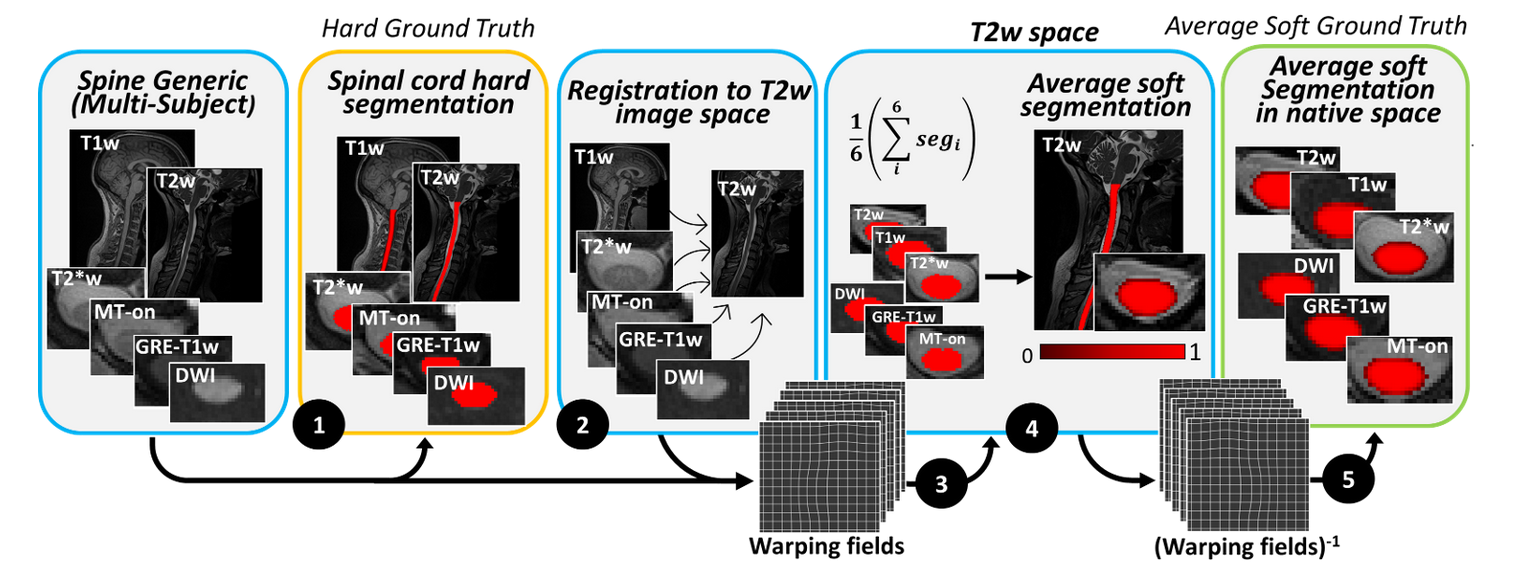 Hard Ground Truth
T2w space
Average Soft Ground Truth
Spine Generic
(Multi-Subject)
T1w
T2w
T2*w
MT-on
GRE-T1w
DWI
Spinal cord hard
segmentation
T1w
T2w
T2*w
MT-on
GRE-T1w
DWI
1
Registration to T2w
image space
T1w
T2w
T2*w
MT-on
GRE-T1w
DWI
2
1/6 (∑ seg_i)
6
i
T2w
T1w
T2*w
DWI
GRE-T1w
MT-on
Average soft
segmentation
T2w
0
1
4
Average soft
Segmentation
in native space
T2w
T1w
T2*w
DWI
GRE-T1w
MT-on
3
5
Warping fields
(Warping fields)-1